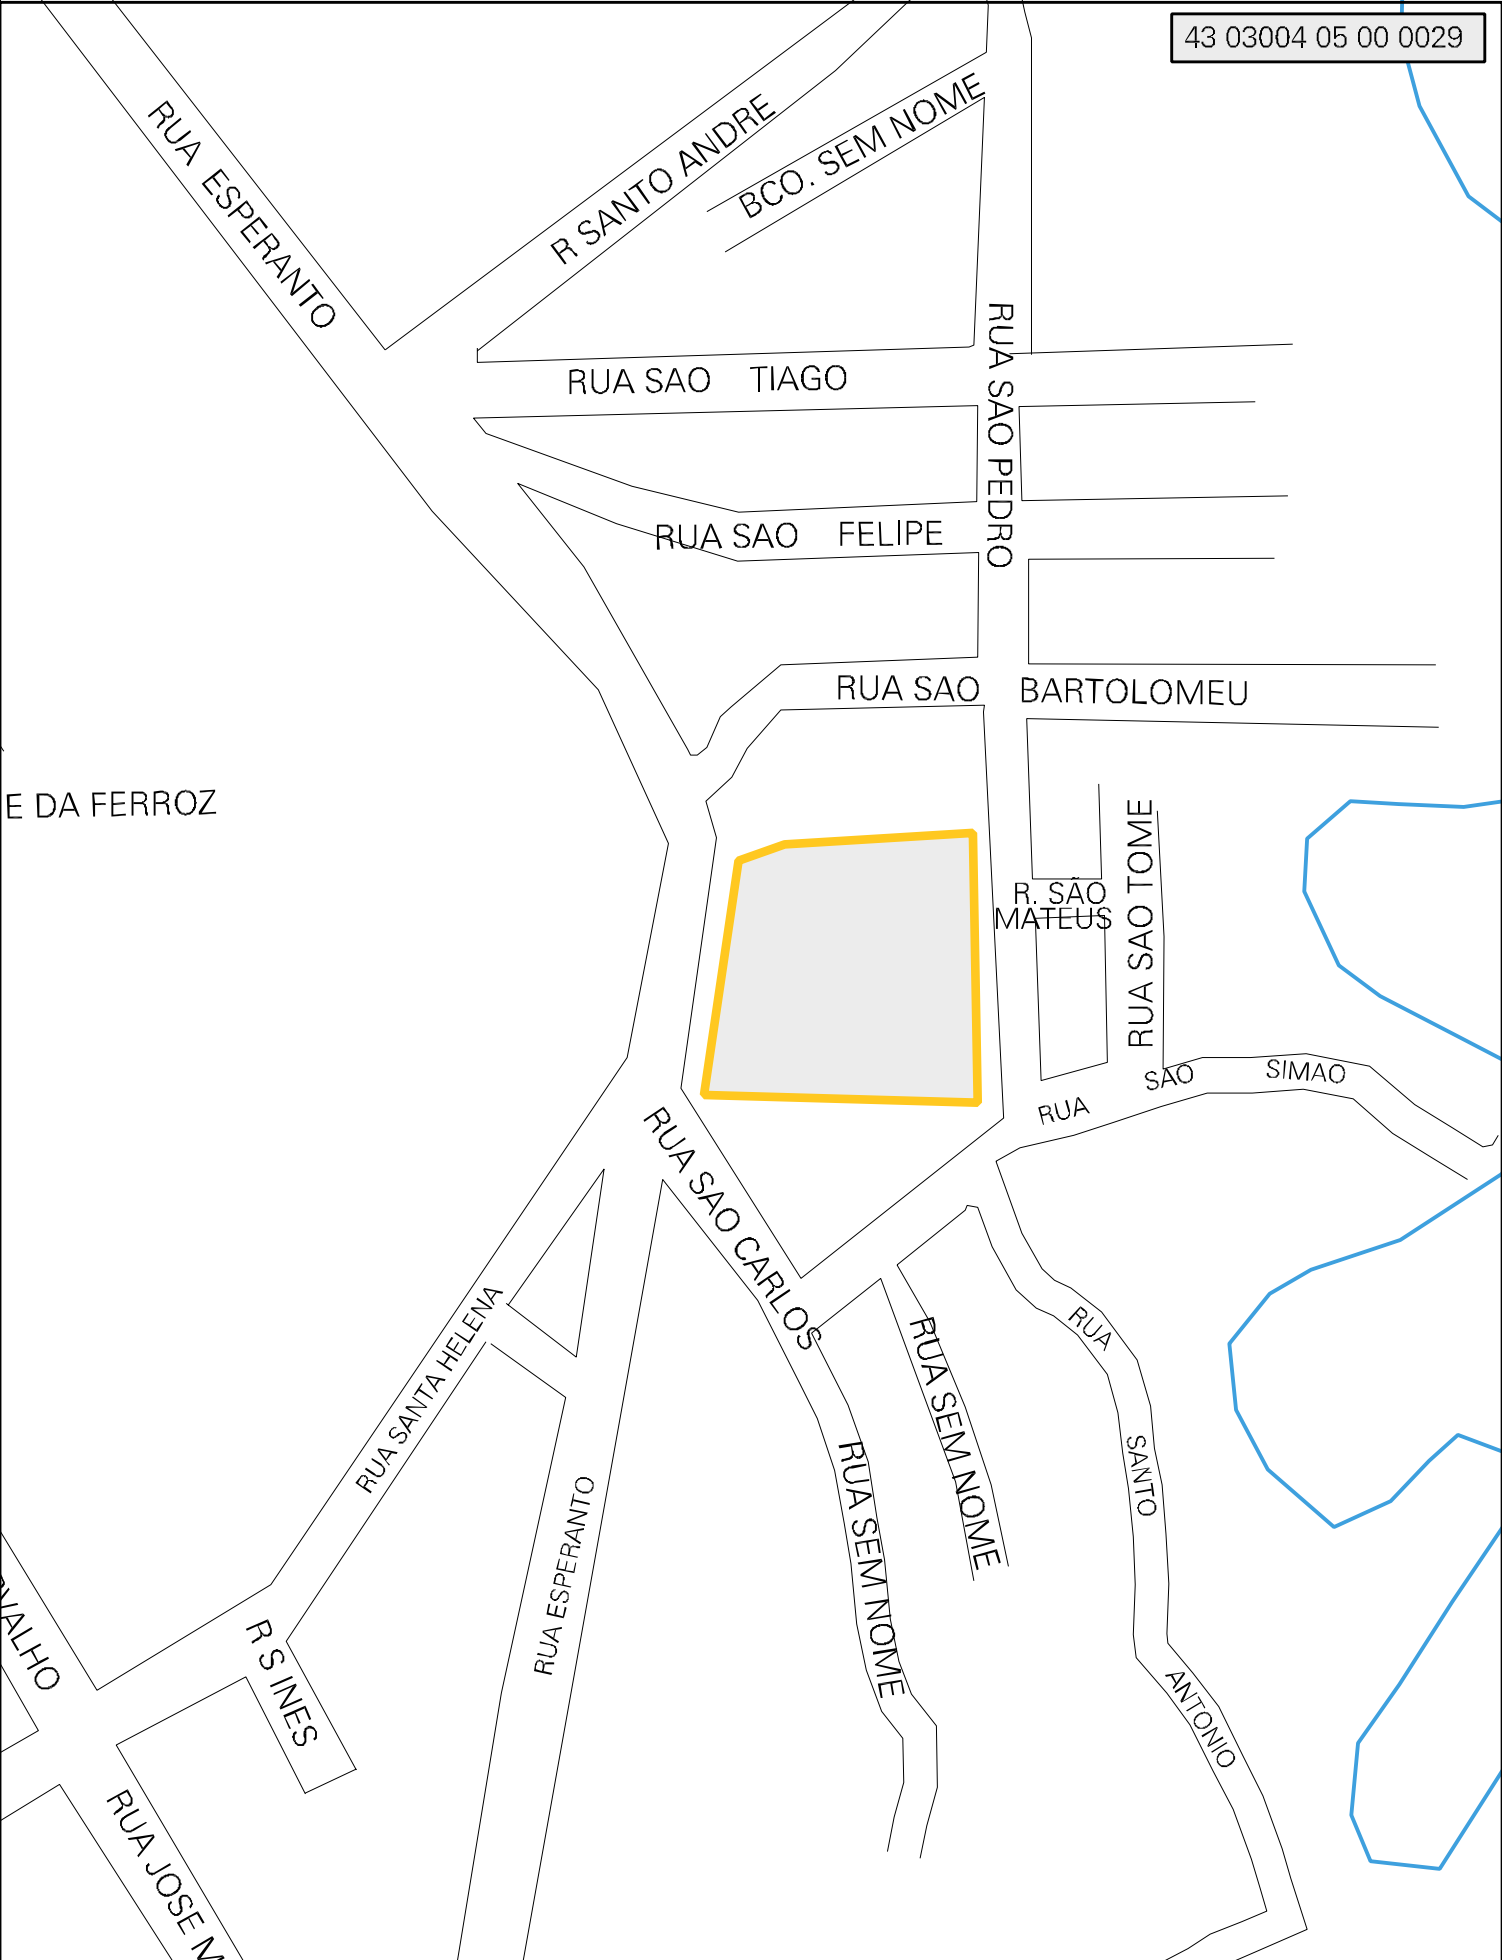 43 03004 05 00 0029
RUA ESPERANTO
R SANTO ANDRE
BCO. SEM NOME
RUA SAO TIAGO
RUA SAO PEDRO
RUA SAO FELIPE
RUA SAO BARTOLOMEU
E DA FERROZ
R. SÃO
MATEUS
RUA SAO TOME
RUA SAO SIMAO
RUA SAO CARLOS
RUA SANTA HELENA
RUA ESPERANTO
RUA SEM NOME
RUA SEM NOME
RUA SANTO ANTONIO
RVALHO
R S INES
RUA JOSE M